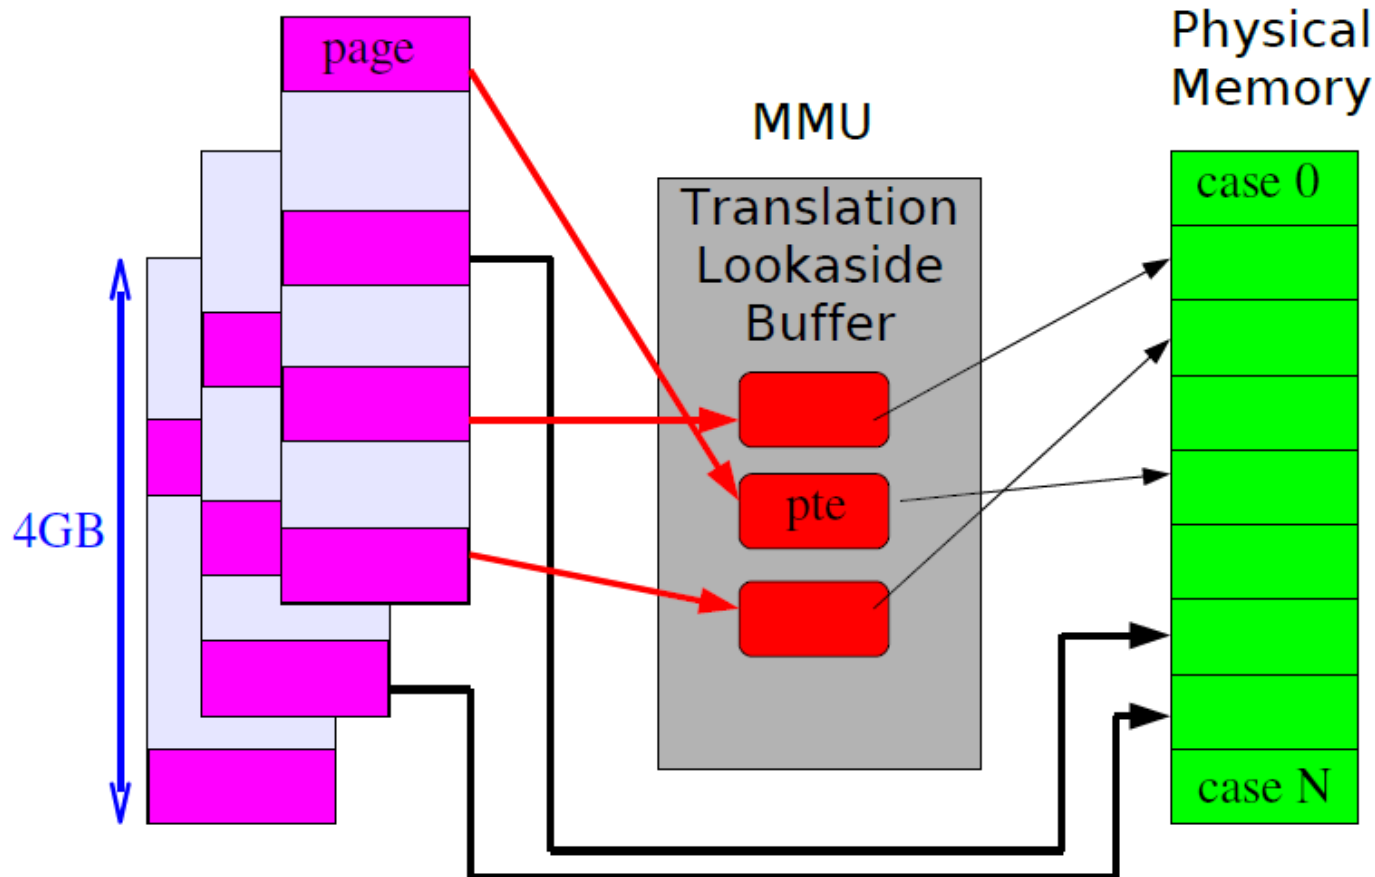 page
Physical
Memory
MMU
Translation
Lookaside
Buffer
case 0
pte
4GB
case N